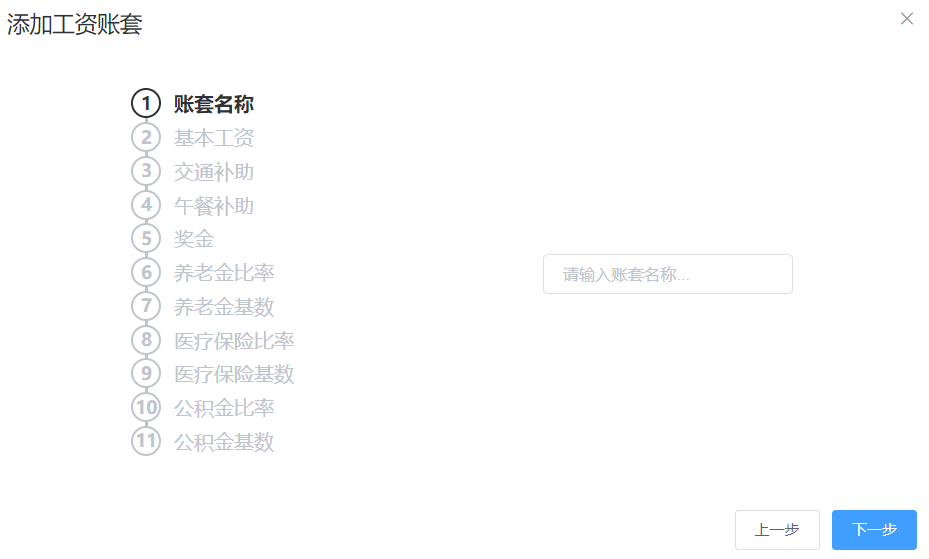 添加工资账套
1 账套名称
2 基本工资
3 交通补助
4 午餐补助
5 奖金
6 养老金比率
7 养老金基数
8 医疗保险比率
9 医疗保险基数
10 公积金比率
11 公积金基数
请输入账套名称...
上一步 下一步